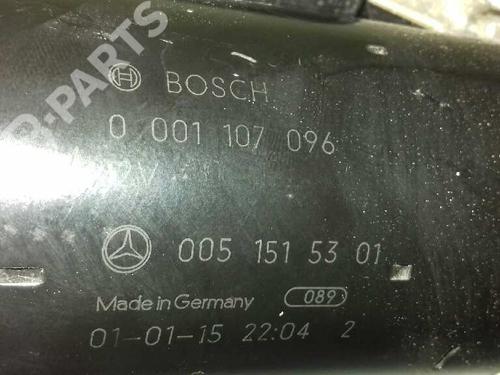 B-PARTS
BOSCH
0 001 107 096
12V
005 151 53 01
Made in Germany 089
01-01-15 22:04 2